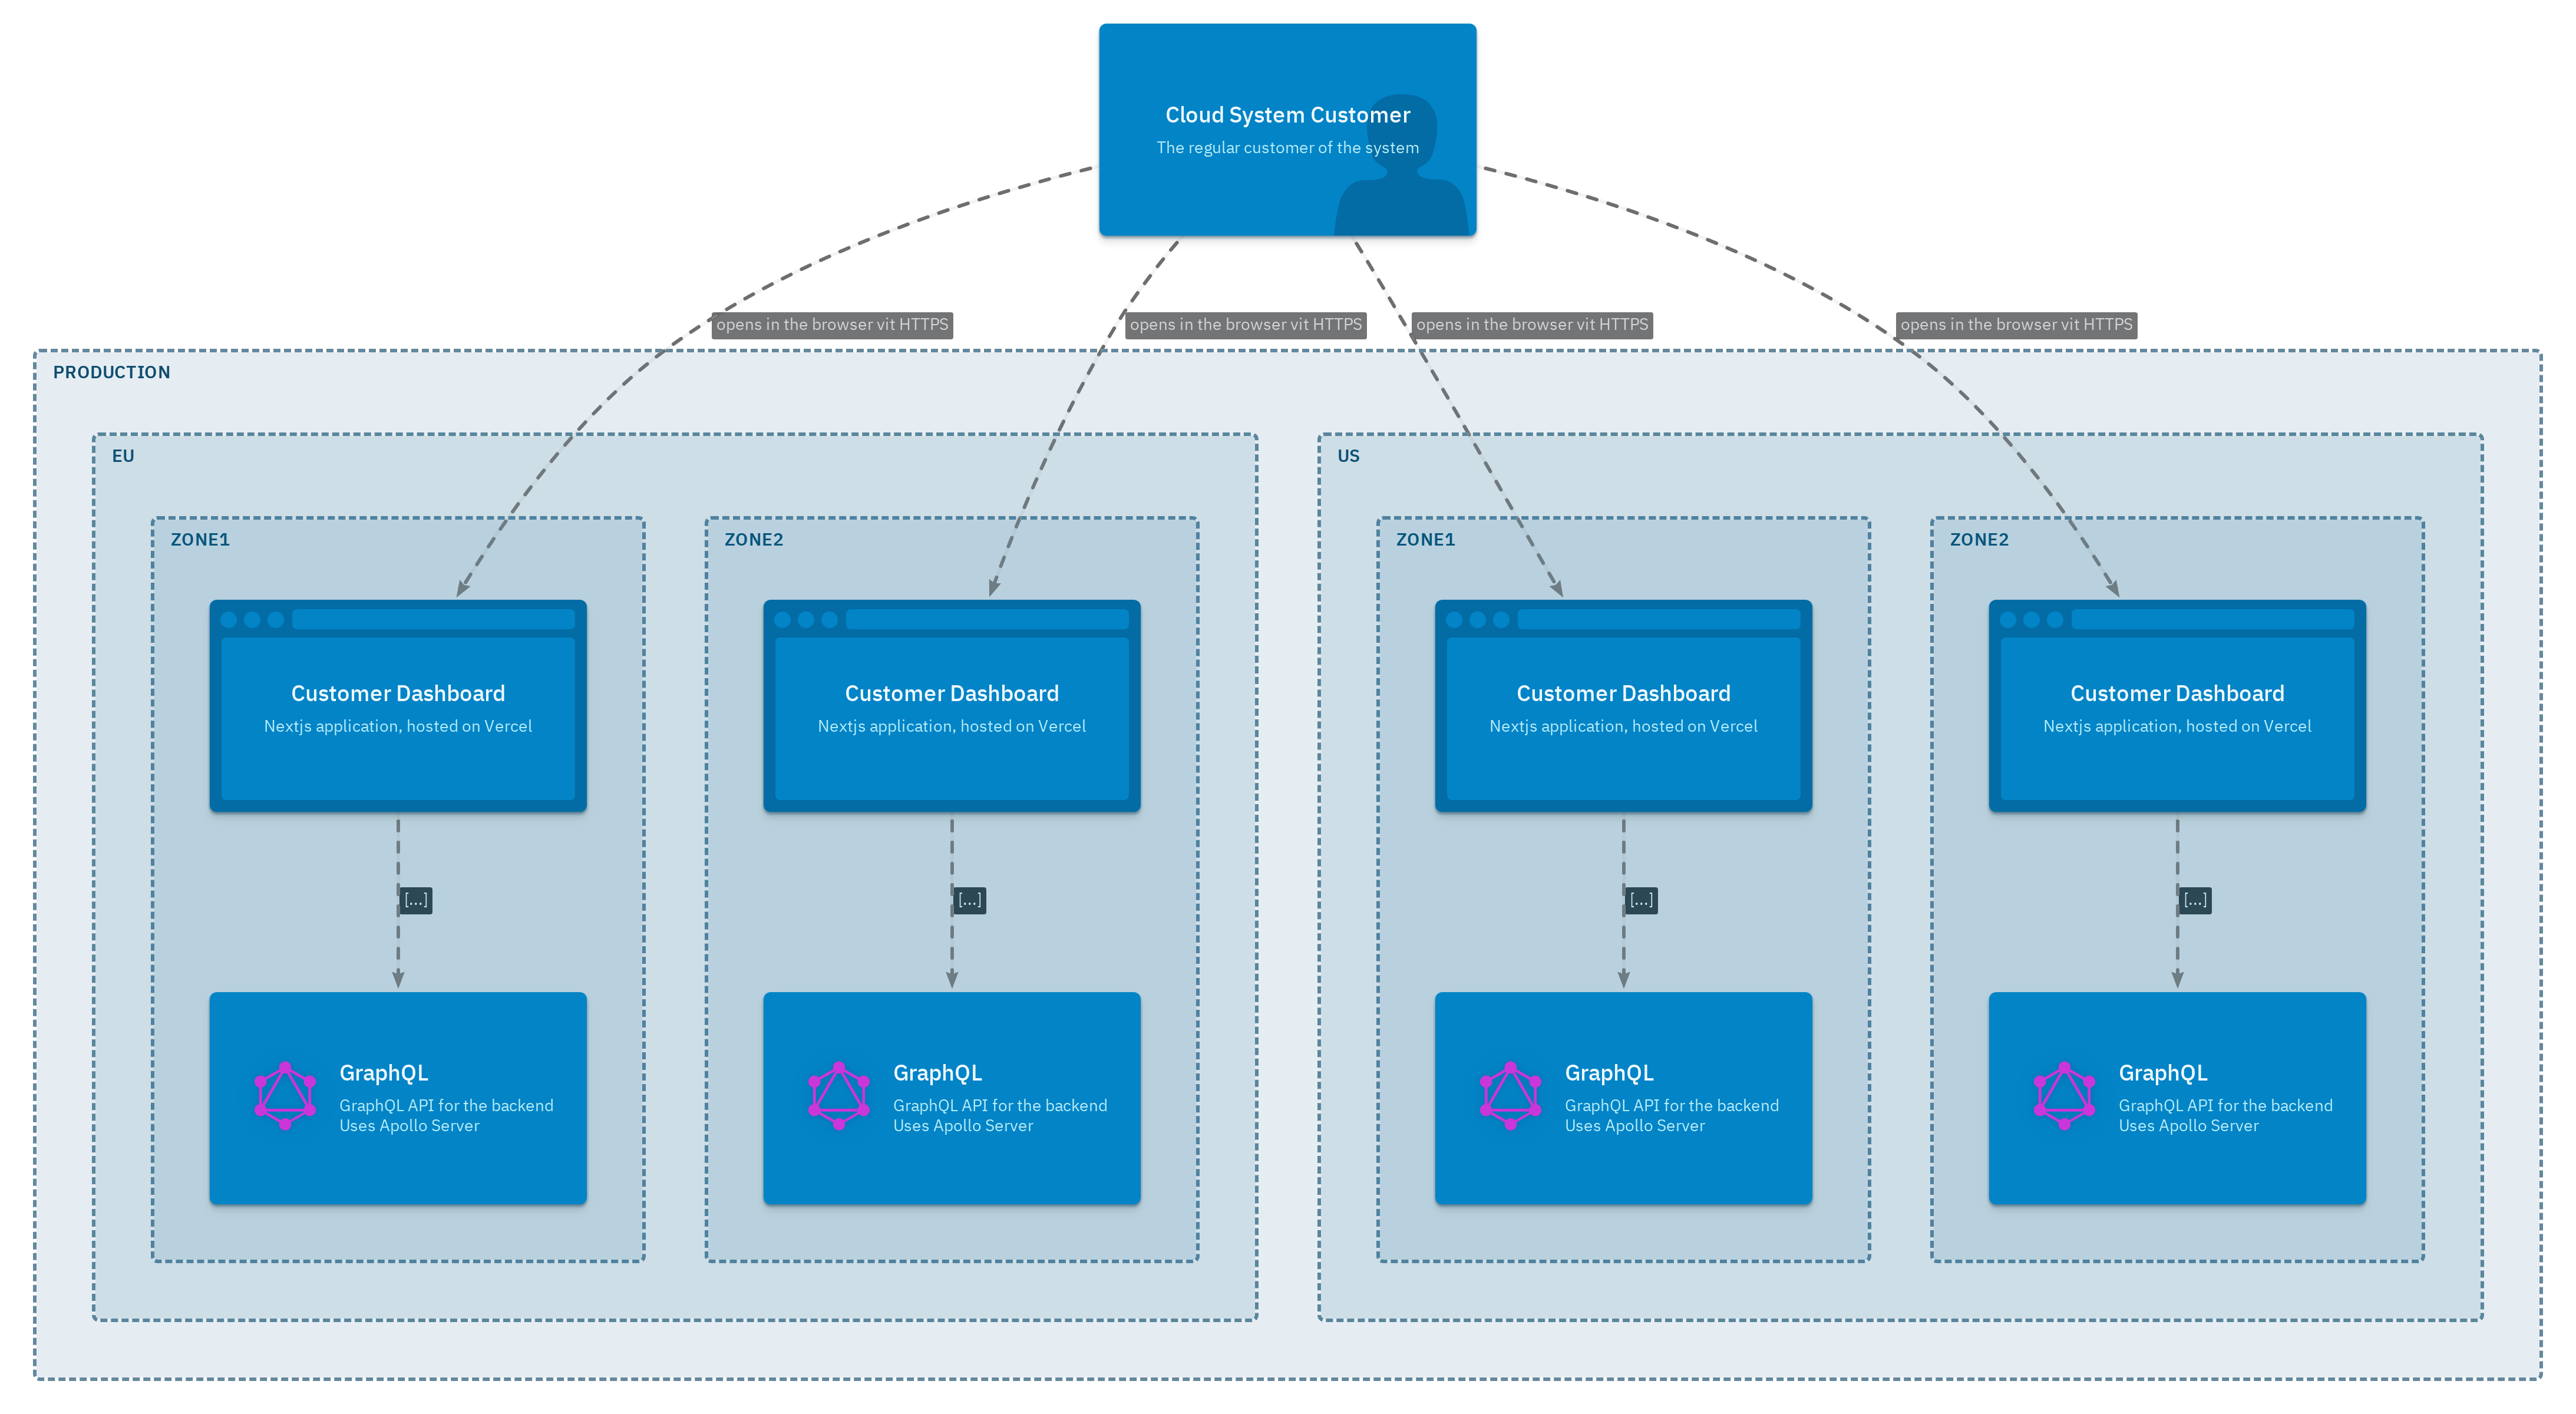 Cloud System Customer
The regular customer of the system
opens in the browser vit HTTPS
opens in the browser vit HTTPS
opens in the browser vit HTTPS
opens in the browser vit HTTPS
PRODUCTION
EU
US
ZONE1
ZONE2
ZONE1
ZONE2
Customer Dashboard
Nextjs application, hosted on Vercel
Customer Dashboard
Nextjs application, hosted on Vercel
Customer Dashboard
Nextjs application, hosted on Vercel
Customer Dashboard
Nextjs application, hosted on Vercel
[...]
[...]
[...]
[...]
GraphQL
GraphQL API for the backend
Uses Apollo Server
GraphQL
GraphQL API for the backend
Uses Apollo Server
GraphQL
GraphQL API for the backend
Uses Apollo Server
GraphQL
GraphQL API for the backend
Uses Apollo Server